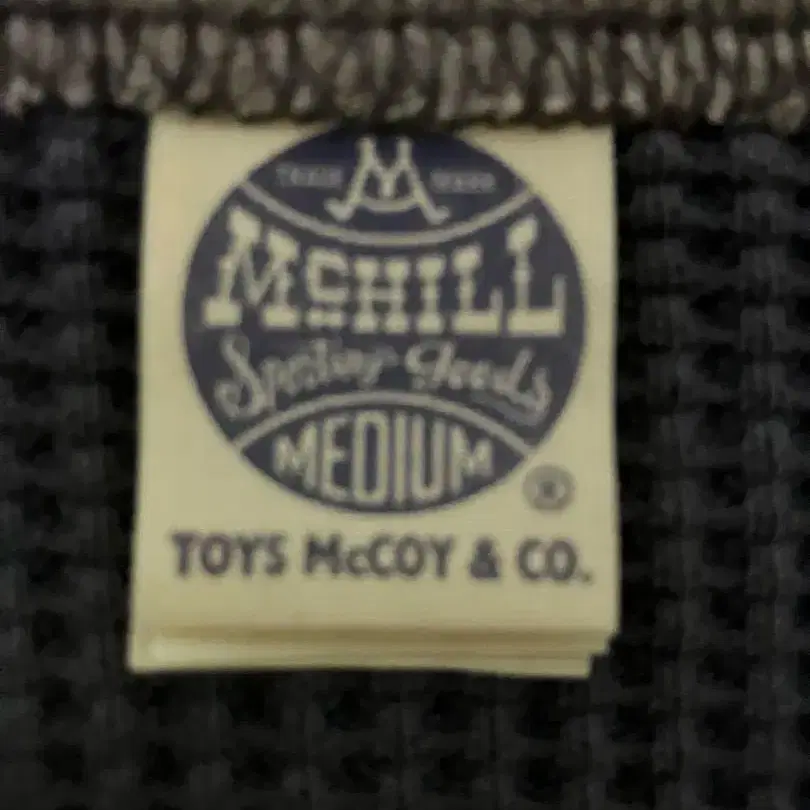 TRADE MARK
McHILL
Sporting Goods
MEDIUM
®
TOYS McCOY & CO.